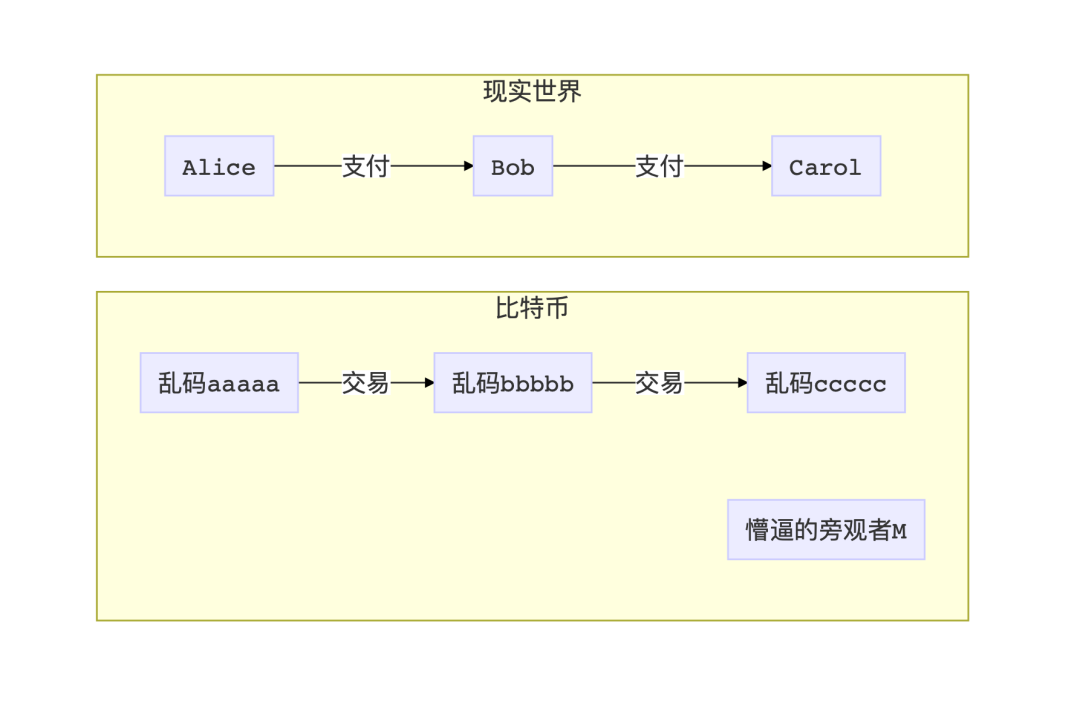 现实世界
Alice
支付
Bob
支付
Carol
比特币
乱码aaaaa
交易
乱码bbbbb
交易
乱码ccccc
懵逼的旁观者M